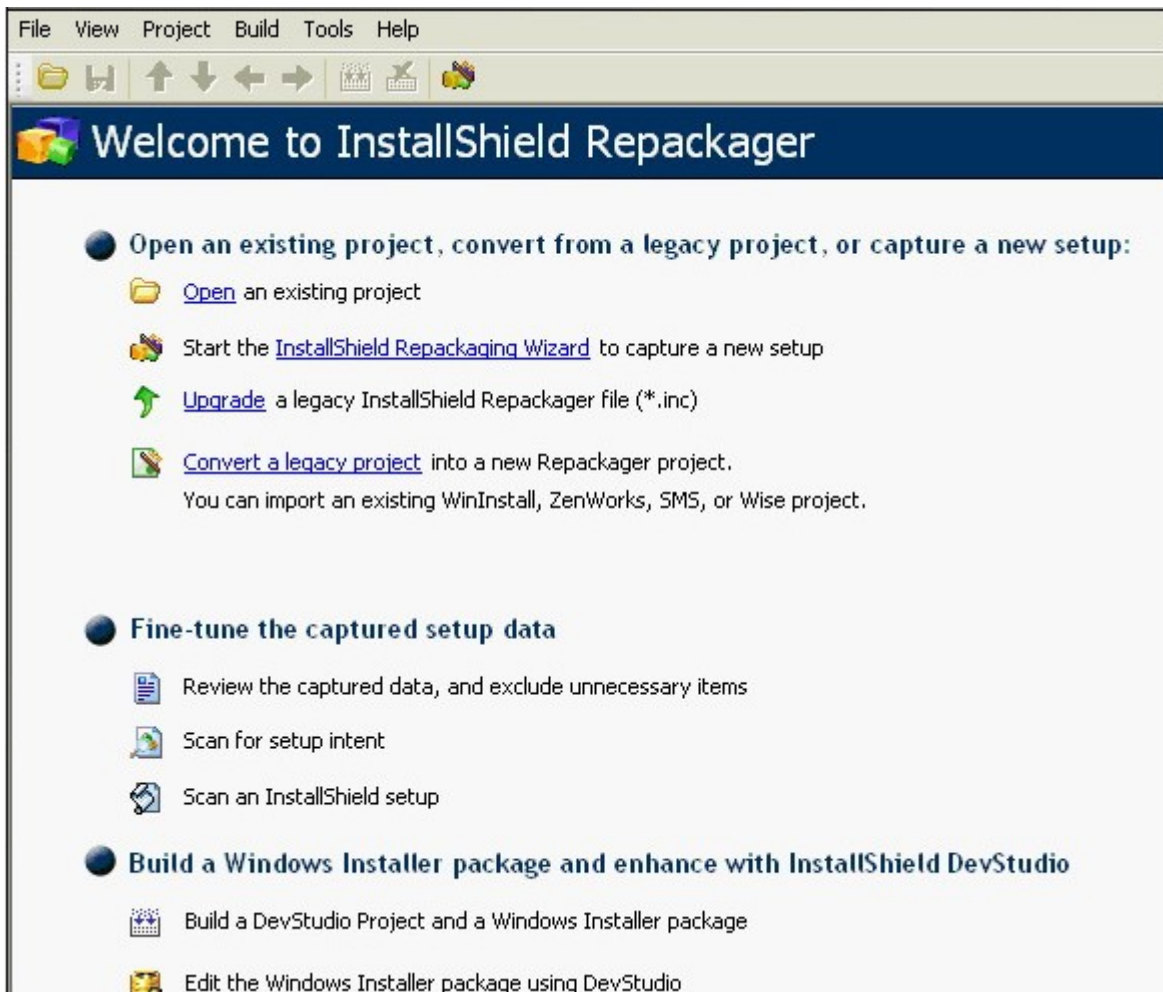 File View Project Build Tools Help
Welcome to InstallShield Repackager
Open an existing project, convert from a legacy project, or capture a new setup:
Open an existing project
Start the InstallShield Repackaging Wizard to capture a new setup
Upgrade a legacy InstallShield Repackager file (*.inc)
Convert a legacy project into a new Repackager project.
You can import an existing WinInstall, ZenWorks, SMS, or Wise project.
Fine-tune the captured setup data
Review the captured data, and exclude unnecessary items
Scan for setup intent
Scan an InstallShield setup
Build a Windows Installer package and enhance with InstallShield DevStudio
Build a DevStudio Project and a Windows Installer package
Edit the Windows Installer package using DevStudio